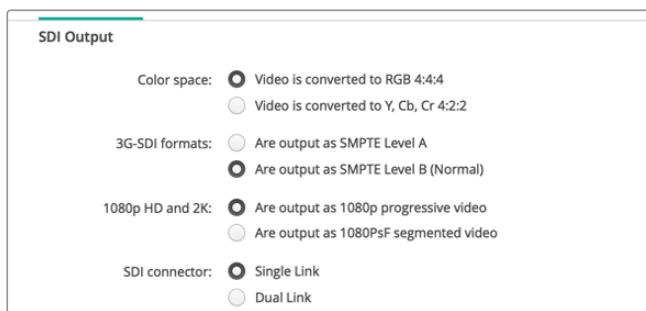 SDI Output
Color space: Video is converted to RGB 4:4:4
Video is converted to Y, Cb, Cr 4:2:2
3G-SDI formats: Are output as SMPTE Level A
Are output as SMPTE Level B (Normal)
1080p HD and 2K: Are output as 1080p progressive video
Are output as 1080PsF segmented video
SDI connector: Single Link
Dual Link